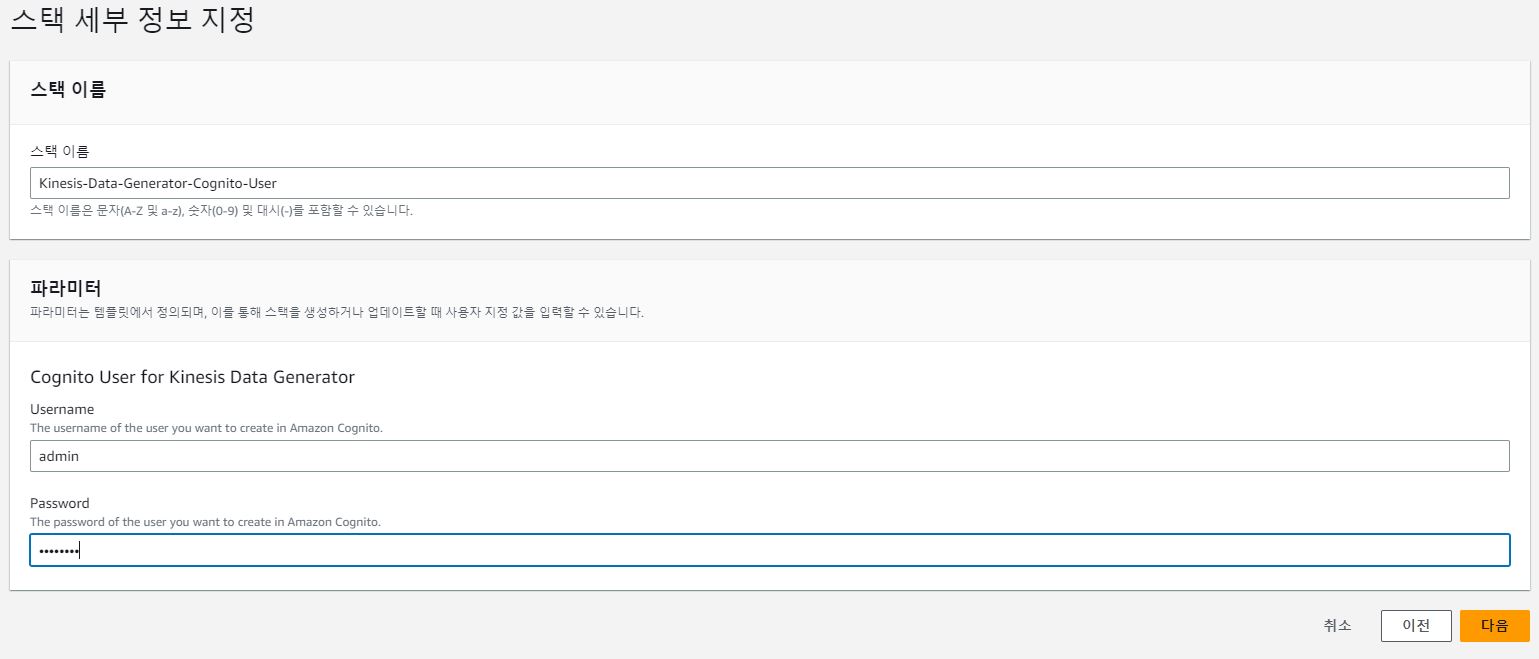 스택 세부 정보 지정
스택 이름
스택 이름
Kinesis-Data-Generator-Cognito-User
스택 이름은 문자(A-Z 및 a-z), 숫자(0-9) 및 대시(-)를 포함할 수 있습니다.
파라미터
파라미터는 템플릿에서 정의되며, 이를 통해 스택을 생성하거나 업데이트할 때 사용자 지정 값을 입력할 수 있습니다.
Cognito User for Kinesis Data Generator
Username
The username of the user you want to create in Amazon Cognito.
admin
Password
The password of the user you want to create in Amazon Cognito.
••••••••
취소 이전 다음